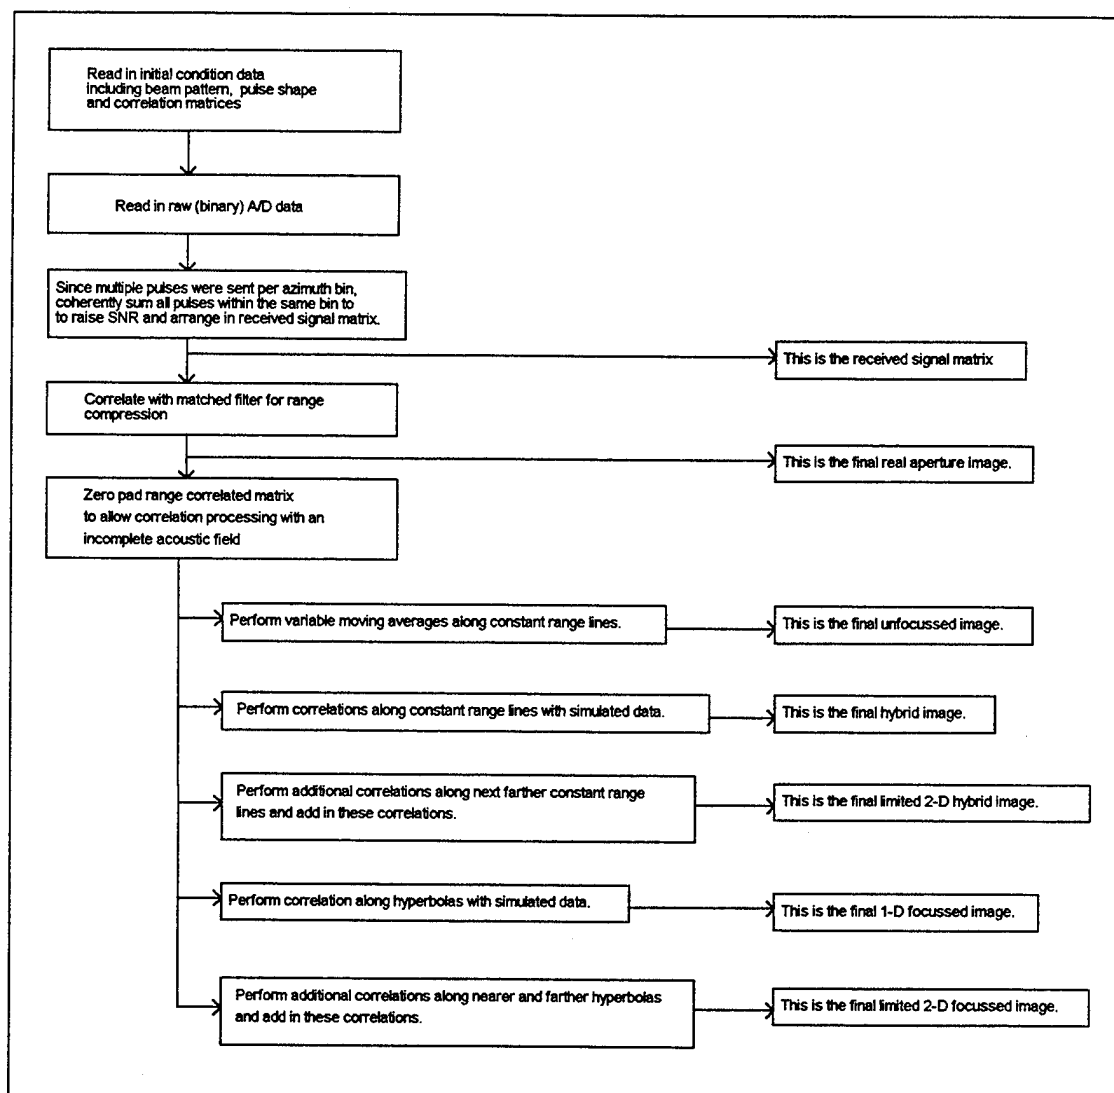 Read in initial condition data
including beam pattern, pulse shape
and correlation matrices
Read in raw (binary) A/D data
Since multiple pulses were sent per azimuth bin,
coherently sum all pulses within the same bin to
to raise SNR and arrange in received signal matrix.
This is the received signal matrix
Correlate with matched filter for range
compression
This is the final real aperture image.
Zero pad range correlated matrix
to allow correlation processing with an
incomplete acoustic field
Perform variable moving averages along constant range lines.
This is the final unfocussed image.
Perform correlations along constant range lines with simulated data.
This is the final hybrid image.
Perform additional correlations along next farther constant range
lines and add in these correlations.
This is the final limited 2-D hybrid image.
Perform correlation along hyperbolas with simulated data.
This is the final 1-D focussed image.
Perform additional correlations along nearer and farther hyperbolas
and add in these correlations.
This is the final limited 2-D focussed image.